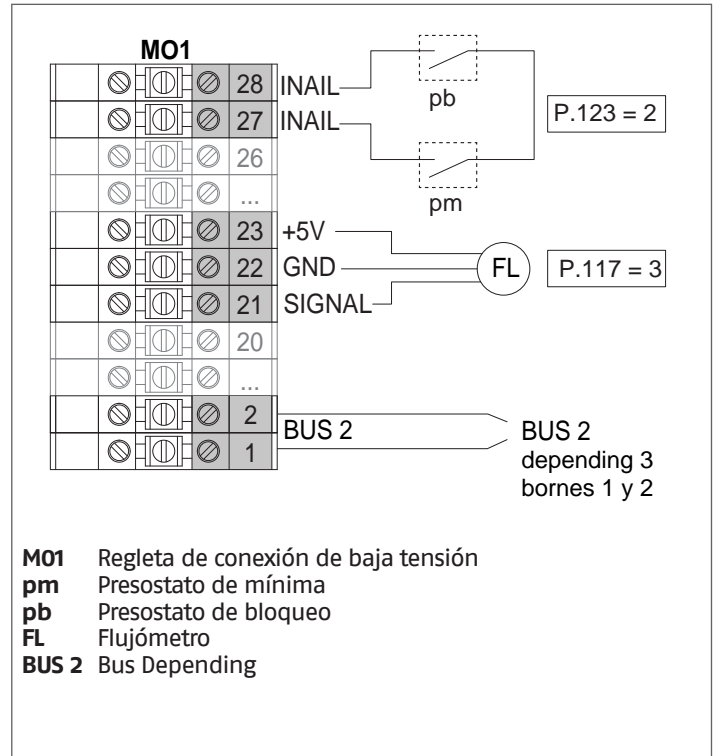 MO1
28 INAIL
27 INAIL
26
...
23 +5V
22 GND
21 SIGNAL
20
...
2
1
BUS 2
pb
pm
P.123 = 2
FL
P.117 = 3
BUS 2
depending 3
bornes 1 y 2
M01 Regleta de conexión de baja tensión
pm Presostato de mínima
pb Presostato de bloqueo
FL Flujómetro
BUS 2 Bus Depending